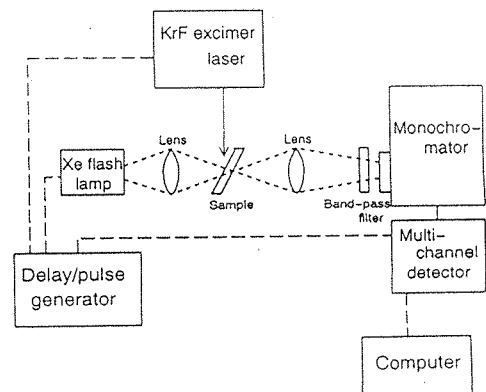 KrF excimer
laser
Lens
Lens
Xe flash
lamp
Sample
Band-pass
filter
Monochro-
mator
Multi-
channel
detector
Delay/pulse
generator
Computer